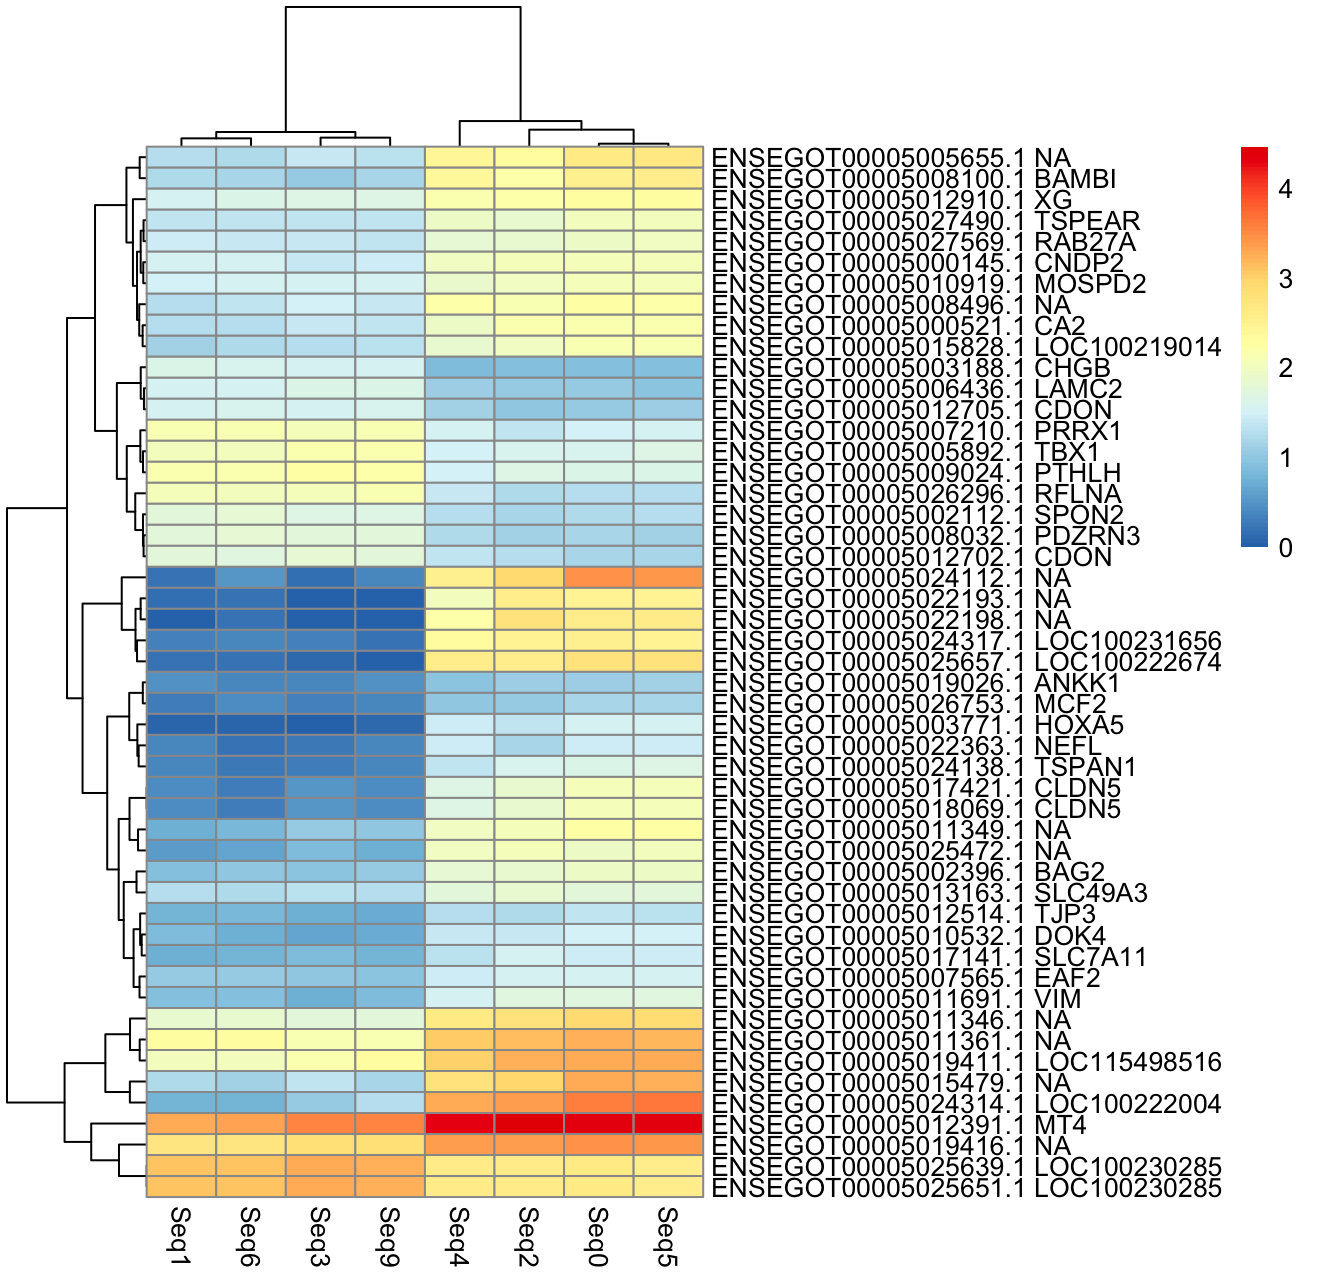 ENSEGOT00005005655.1 NA
ENSEGOT00005008100.1 BAMBI
ENSEGOT00005012910.1 XG
ENSEGOT00005027490.1 TSPEAR
ENSEGOT00005027569.1 RAB27A
ENSEGOT00005000145.1 CNDP2
ENSEGOT00005010919.1 MOSPD2
ENSEGOT00005008496.1 NA
ENSEGOT00005000521.1 CA2
ENSEGOT00005015828.1 LOC100219014
ENSEGOT00005003188.1 CHGB
ENSEGOT00005006436.1 LAMC2
ENSEGOT00005012705.1 CDON
ENSEGOT00005007210.1 PRRX1
ENSEGOT00005005892.1 TBX1
ENSEGOT00005009024.1 PTHLH
ENSEGOT00005026296.1 RFLNA
ENSEGOT00005002112.1 SPON2
ENSEGOT00005008032.1 PDZRN3
ENSEGOT00005012702.1 CDON
ENSEGOT00005024112.1 NA
ENSEGOT00005022193.1 NA
ENSEGOT00005022198.1 NA
ENSEGOT00005024317.1 LOC100231656
ENSEGOT00005025657.1 LOC100222674
ENSEGOT00005019026.1 ANKK1
ENSEGOT00005026753.1 MCF2
ENSEGOT00005003771.1 HOXA5
ENSEGOT00005022363.1 NEFL
ENSEGOT00005024138.1 TSPAN1
ENSEGOT00005017421.1 CLDN5
ENSEGOT00005018069.1 CLDN5
ENSEGOT00005011349.1 NA
ENSEGOT00005025472.1 NA
ENSEGOT00005002396.1 BAG2
ENSEGOT00005013163.1 SLC49A3
ENSEGOT00005012514.1 TJP3
ENSEGOT00005010532.1 DOK4
ENSEGOT00005017141.1 SLC7A11
ENSEGOT00005007565.1 EAF2
ENSEGOT00005011691.1 VIM
ENSEGOT00005011346.1 NA
ENSEGOT00005011361.1 NA
ENSEGOT00005019411.1 LOC115498516
ENSEGOT00005015479.1 NA
ENSEGOT00005024314.1 LOC100222004
ENSEGOT00005012391.1 MT4
ENSEGOT00005019416.1 NA
ENSEGOT00005025639.1 LOC100230285
ENSEGOT00005025651.1 LOC100230285
4
3
2
1
0
Seq1
Seq6
Seq3
Seq9
Seq4
Seq2
Seq0
Seq5